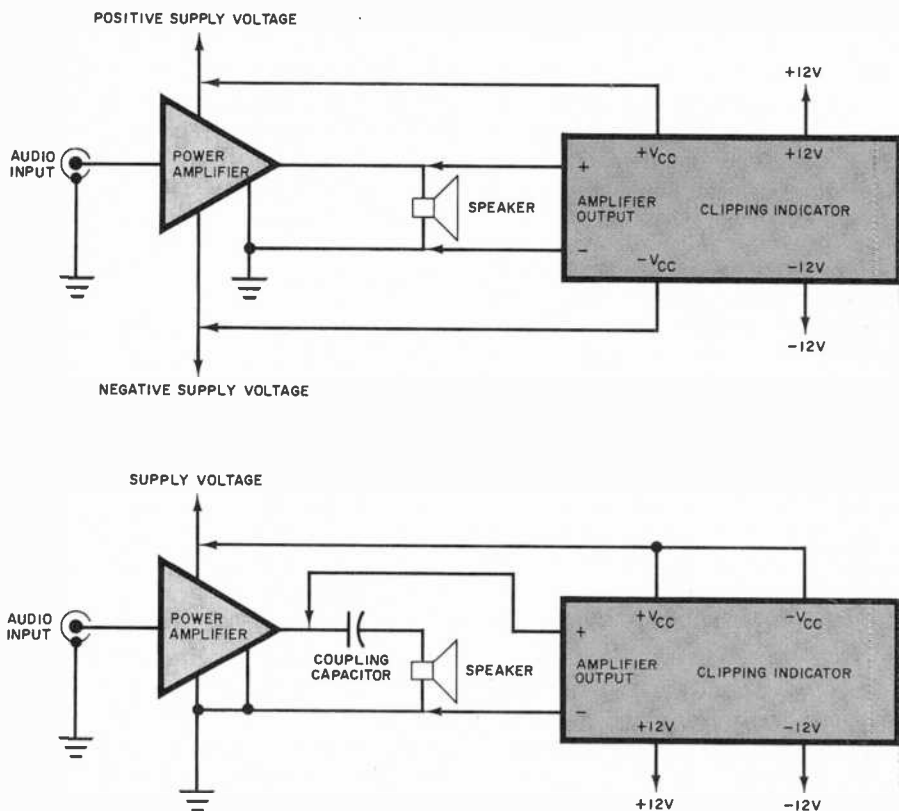 POSITIVE SUPPLY VOLTAGE
+12V
AUDIO
INPUT
POWER
AMPLIFIER
SPEAKER
+VCC
+12V
+
AMPLIFIER
OUTPUT
CLIPPING INDICATOR
−
−VCC
−12V
−12V
NEGATIVE SUPPLY VOLTAGE
SUPPLY VOLTAGE
AUDIO
INPUT
POWER
AMPLIFIER
COUPLING
CAPACITOR
SPEAKER
+VCC
−VCC
+
AMPLIFIER
OUTPUT
CLIPPING INDICATOR
−
+12V
−12V
+12V
−12V